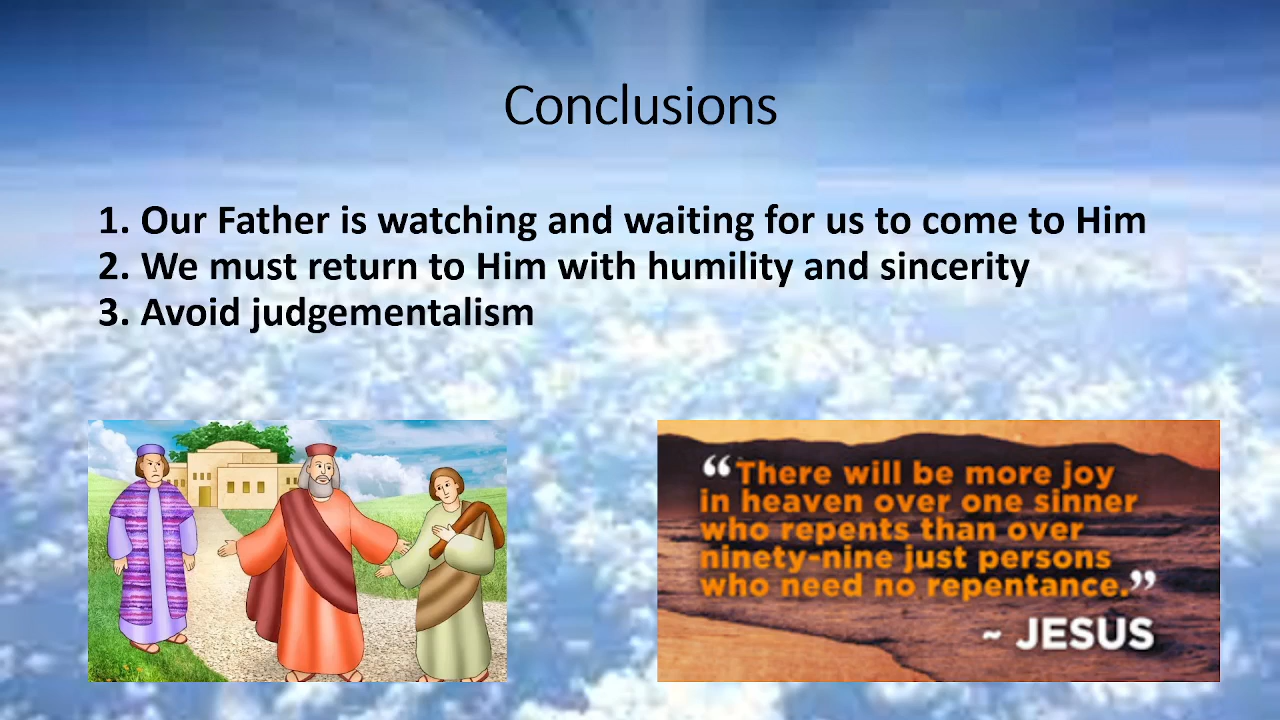 Conclusions
1. Our Father is watching and waiting for us to come to Him
2. We must return to Him with humility and sincerity
3. Avoid judgementalism
“There will be more joy
in heaven over one sinner
who repents than over
ninety-nine just persons
who need no repentance.”
~ JESUS